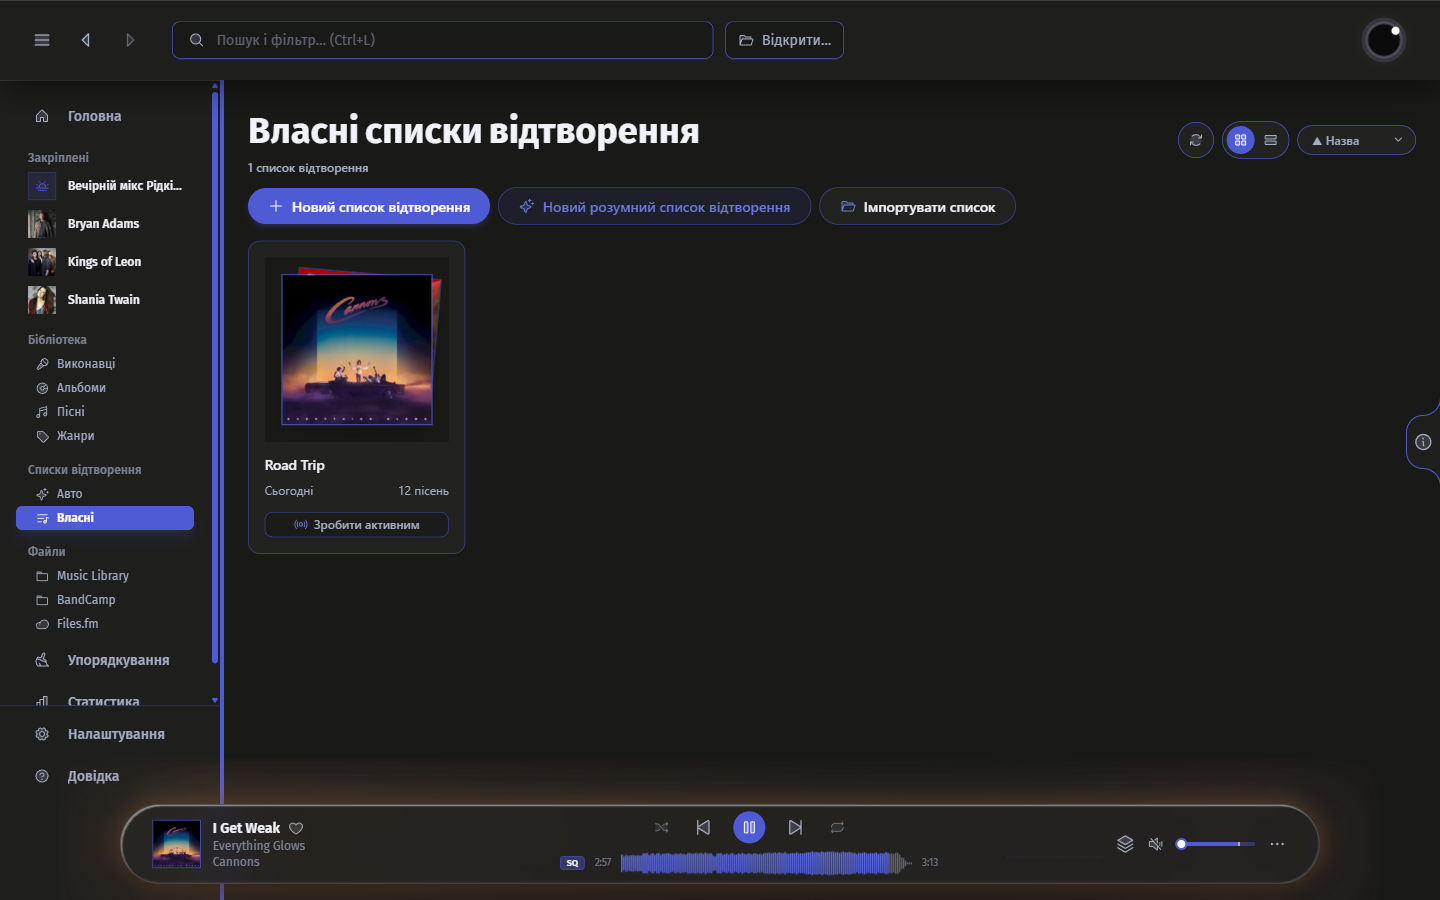 Пошук і фільтр... (Ctrl+L)
Відкрити...
Головна
Закріплені
Вечірній мікс Рідкі...
Bryan Adams
Kings of Leon
Shania Twain
Бібліотека
Виконавці
Альбоми
Пісні
Жанри
Списки відтворення
Авто
Власні
Файли
Music Library
BandCamp
Files.fm
Упорядкування
Статистика
Налаштування
Довідка
Власні списки відтворення
1 список відтворення
Назва
Новий список відтворення
Новий розумний список відтворення
Імпортувати список
Cannons
Road Trip
Сьогодні
12 пісень
Зробити активним
I Get Weak
Everything Glows
Cannons
SQ
2:57
3:13